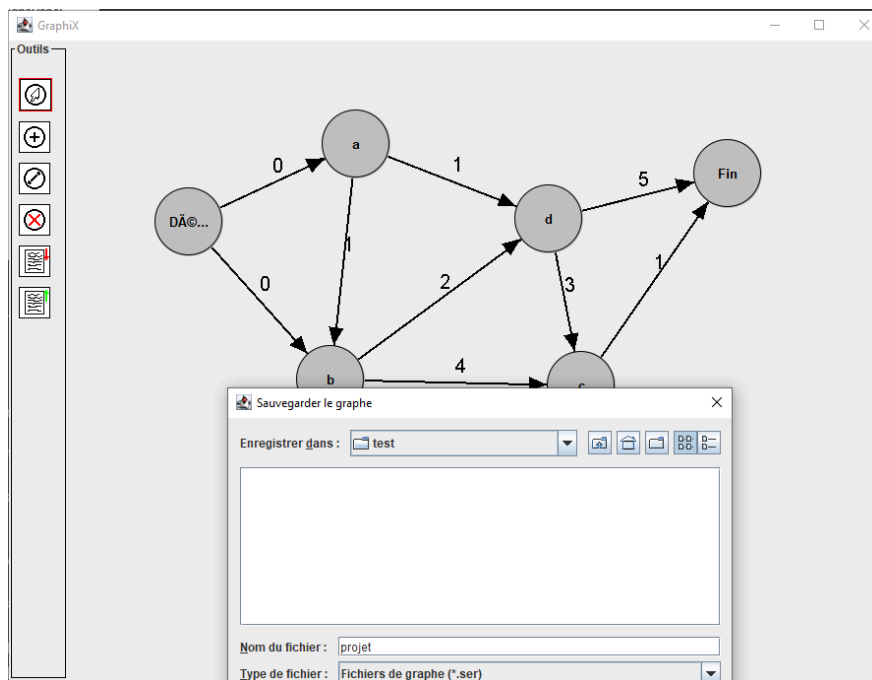 GraphiX
Outils
a
0
1
5
Fin
DÃ©...
d
1
0
2
3
1
b
4
Sauvegarder le graphe
Enregistrer dans : test
Nom du fichier : projet
Type de fichier : Fichiers de graphe (*.ser)